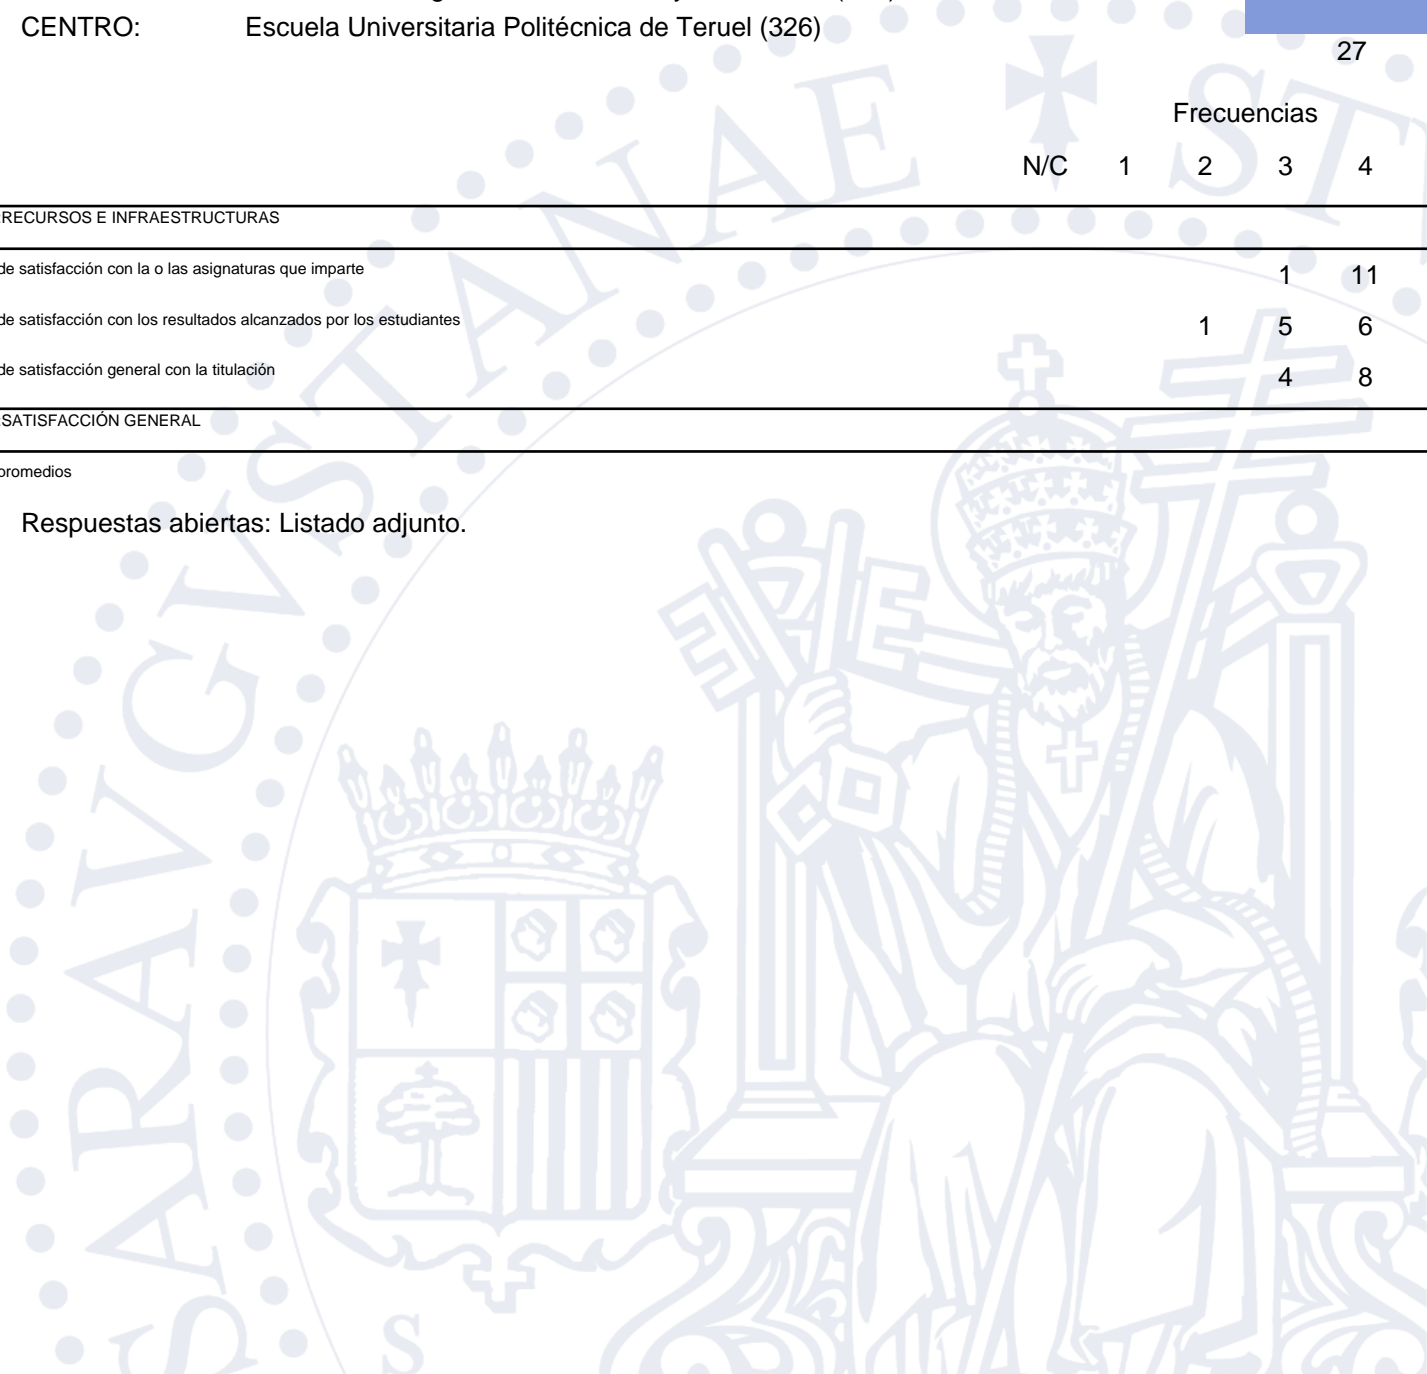 CENTRO: Escuela Universitaria Politécnica de Teruel (326)
27
Frecuencias
N/C 1 2 3 4
RECURSOS E INFRAESTRUCTURAS
de satisfacción con la o las asignaturas que imparte 1 11
de satisfacción con los resultados alcanzados por los estudiantes 1 5 6
de satisfacción general con la titulación 4 8
SATISFACCIÓN GENERAL
promedios
Respuestas abiertas: Listado adjunto.